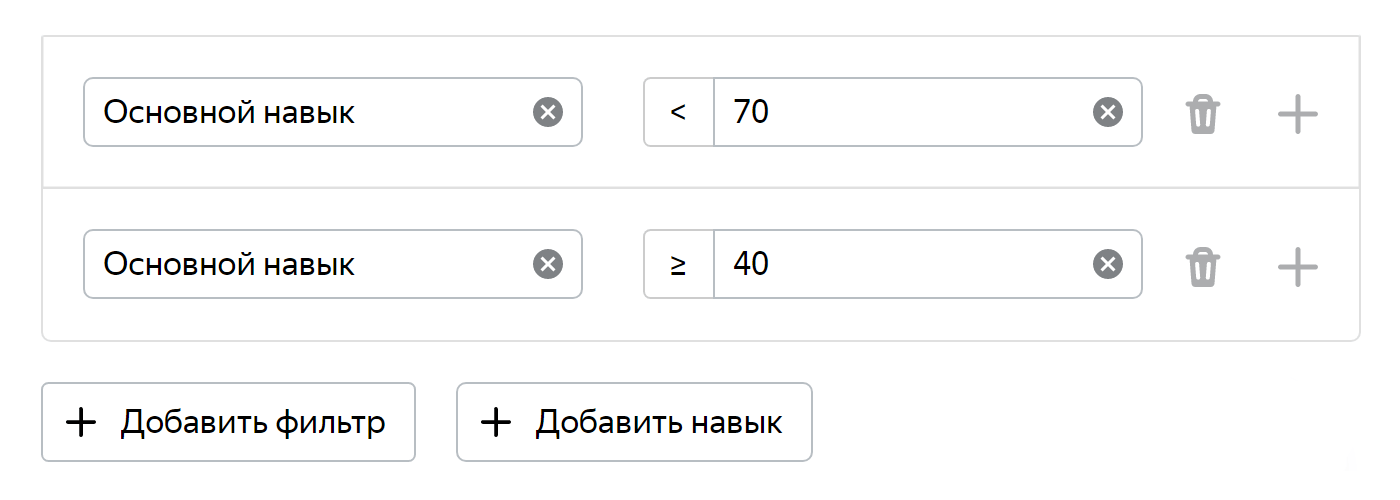 Основной навык < 70
Основной навык ≥ 40
Добавить фильтр Добавить навык